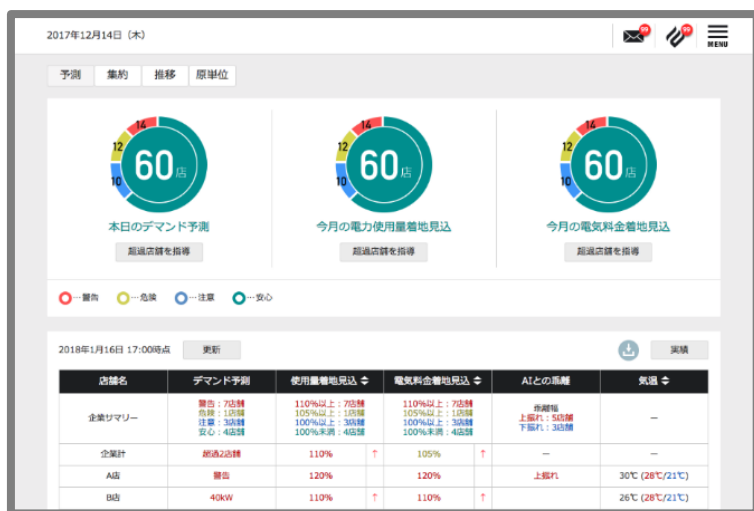 2017年12月14日（木）
99
99
MENU
予測 集約 推移 原単位
14
12
10
60店
本日のデマンド予測
超過店舗を指導
14
12
10
60店
今月の電力使用量着地見込
超過店舗を指導
14
12
10
60店
今月の電気料金着地見込
超過店舗を指導
…警告 …危険 …注意 …安心
2018年1月16日 17:00時点 更新 実績
店舗名 デマンド予測 使用量着地見込 電気料金着地見込 AIとの乖離 気温
企業サマリー
警告：7店舗
危険：1店舗
注意：3店舗
安心：4店舗
110%以上：7店舗
105%以上：1店舗
100%以上：3店舗
100%未満：4店舗
110%以上：7店舗
105%以上：1店舗
100%以上：3店舗
100%未満：4店舗
乖離幅
上振れ：5店舗
下振れ：3店舗
－
企業計 超過2店舗 110% ↑ 105% ↑ － －
A店 警告 120% 120% 上振れ 30℃ (28℃/21℃)
B店 40kW 110% ↑ 110% ↑ 26℃ (28℃/21℃)